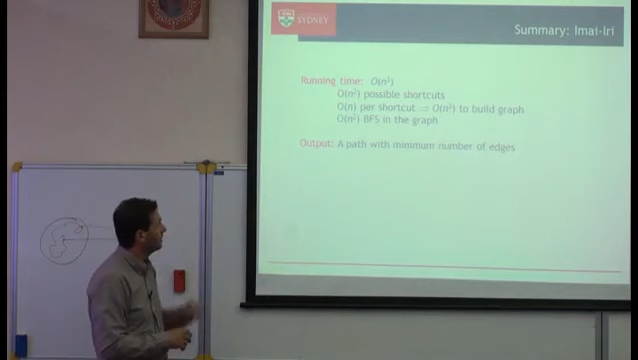 SYDNEY
Summary: Imai-Iri
Running time: O(n³)
O(n²) possible shortcuts
O(n) per shortcut ⇒ O(n³) to build graph
O(n²) BFS in the graph
Output: A path with minimum number of edges